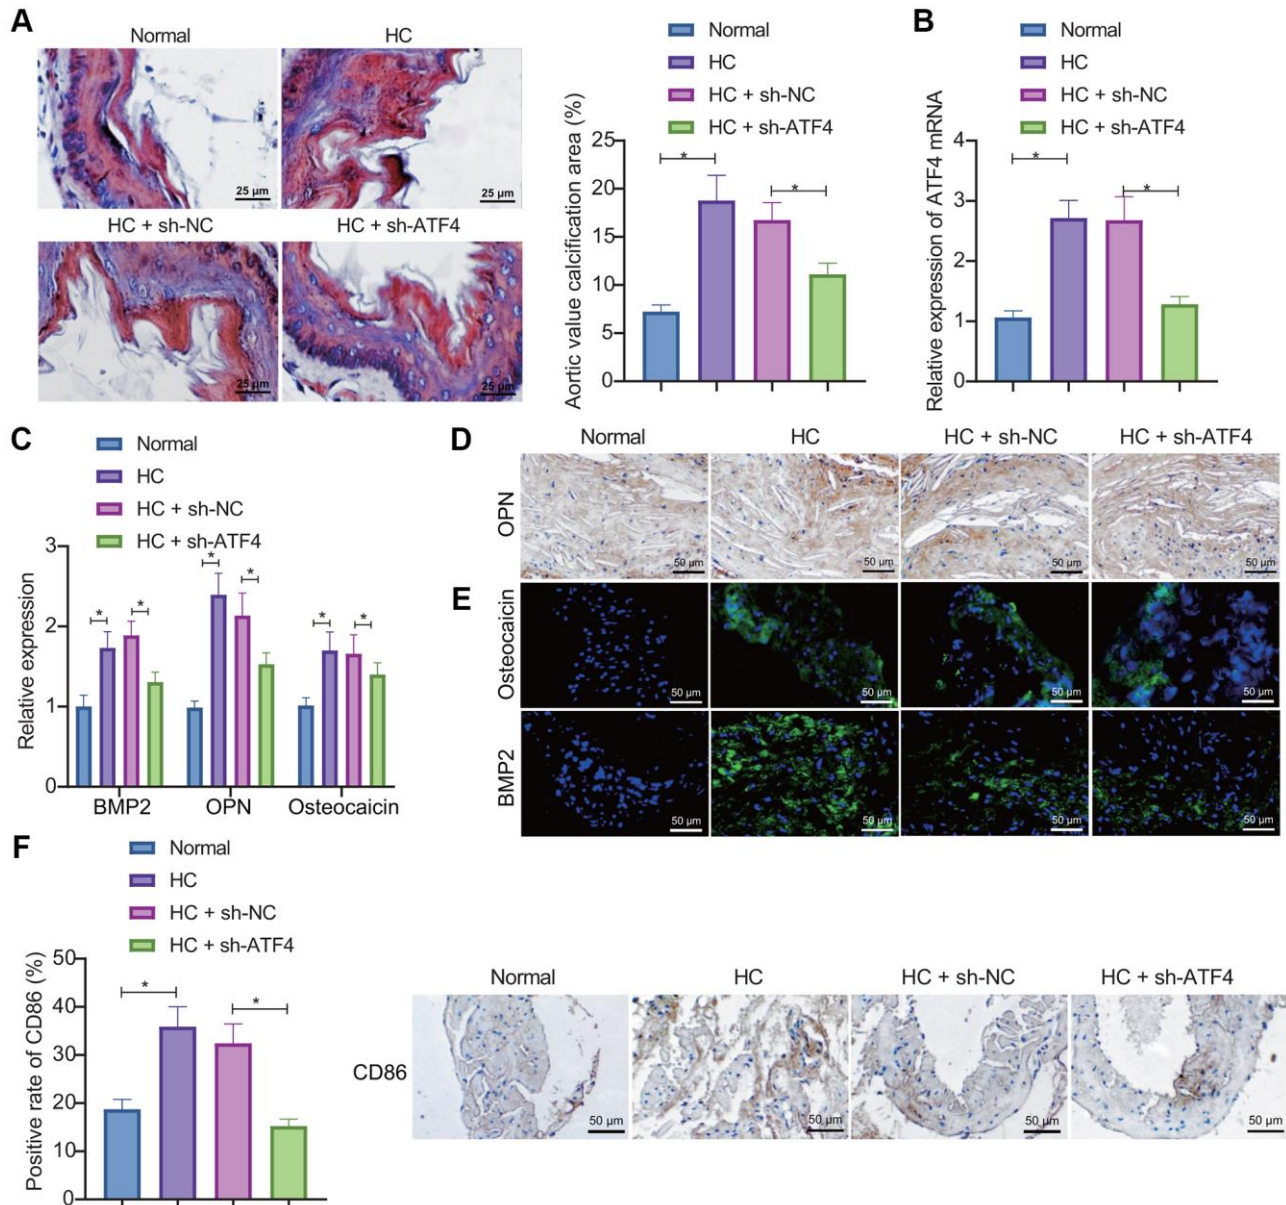 A
Normal
HC
25 µm
25 µm
HC + sh-NC
HC + sh-ATF4
25 µm
25 µm
Normal
HC
HC + sh-NC
HC + sh-ATF4
Aortic value calcification area (%)
25
20
15
10
5
0
*
*
B
Normal
HC
HC + sh-NC
HC + sh-ATF4
Relative expression of ATF4 mRNA
4
3
2
1
0
*
*
C
Normal
HC
HC + sh-NC
HC + sh-ATF4
Relative expression
3
2
1
0
* *
* *
* *
BMP2 OPN Osteocaicin
D
Normal HC HC + sh-NC HC + sh-ATF4
OPN
50 µm 50 µm 50 µm 50 µm
E
Osteocaicin
50 µm 50 µm 50 µm 50 µm
BMP2
50 µm 50 µm 50 µm 50 µm
F
Normal
HC
HC + sh-NC
HC + sh-ATF4
Positive rate of CD86 (%)
50
40
30
20
10
0
*
*
Normal HC HC + sh-NC HC + sh-ATF4
CD86
50 µm 50 µm 50 µm 50 µm